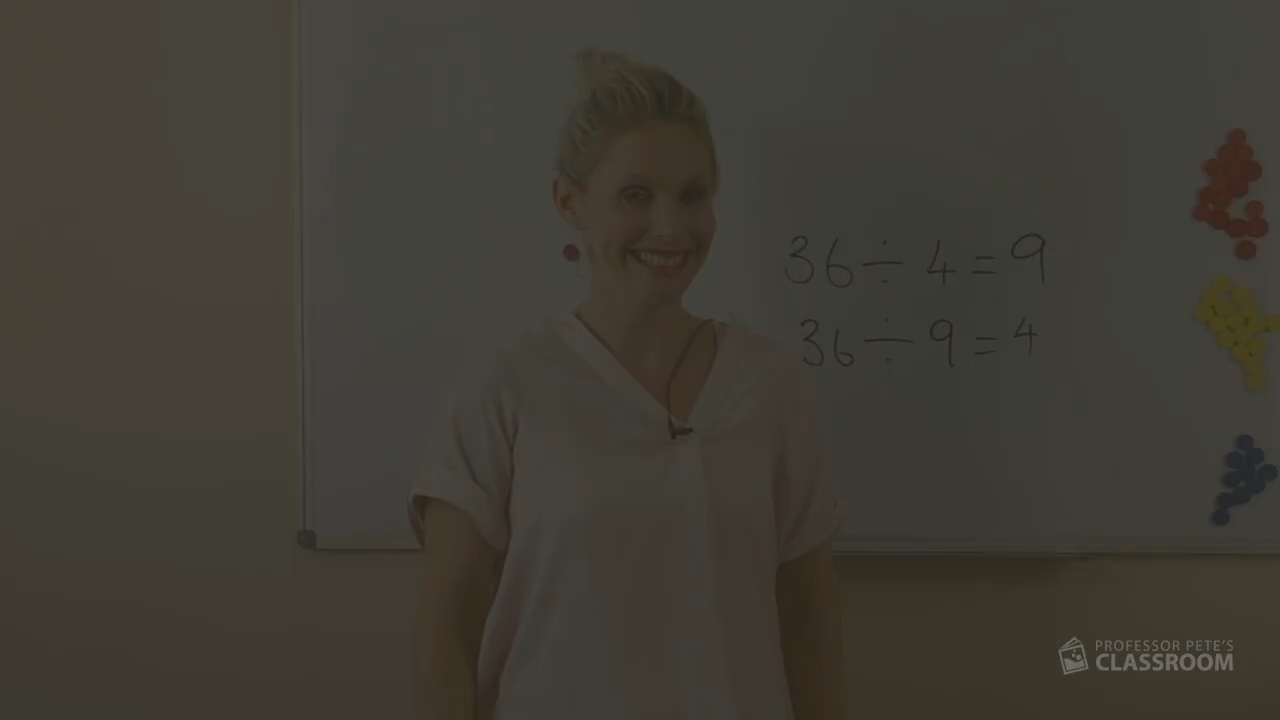 36 ÷ 4 = 9
36 ÷ 9 = 4
PROFESSOR PETE'S
CLASSROOM